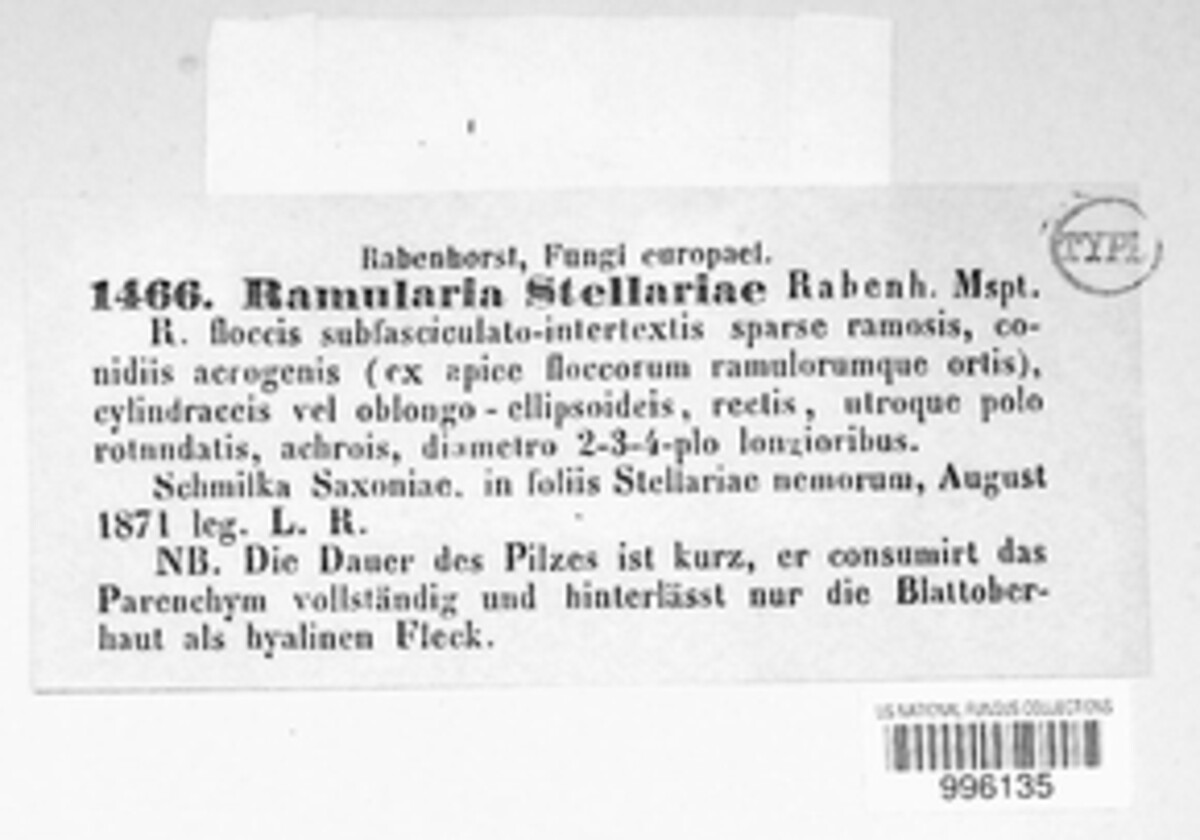 Rabenhorst, Fungi europaei.
TYPE
1466. Ramularia Stellariae Rabenh. Mspt.
R. floccis subfasciculato-intertextis sparse ramosis, co-
nidiis acrogenis (ex apice floccorum ramulorumque ortis),
cylindraceis vel oblongo-ellipsoideis, rectis, utroque polo
rotundatis, achrois, diametro 2-3-4-plo longioribus.
Schmilka Saxoniae, in foliis Stellariae nemorum, August
1871 leg. L. R.
NB. Die Dauer des Pilzes ist kurz, er consumirt das
Parenchym vollständig und hinterlässt nur die Blattober-
haut als hyalinen Fleck.
US NATIONAL FUNGUS COLLECTIONS
996135